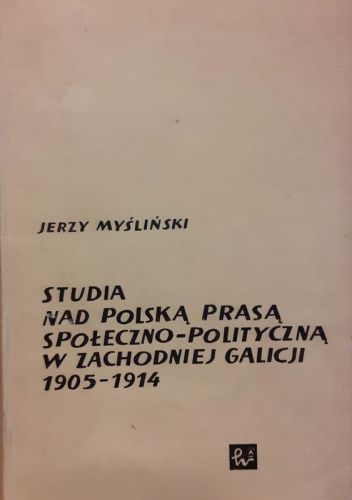 JERZY MYŚLIŃSKI
STUDIA
NAD POLSKĄ PRASĄ
SPOŁECZNO-POLITYCZNĄ
W ZACHODNIEJ GALICJI
1905-1914